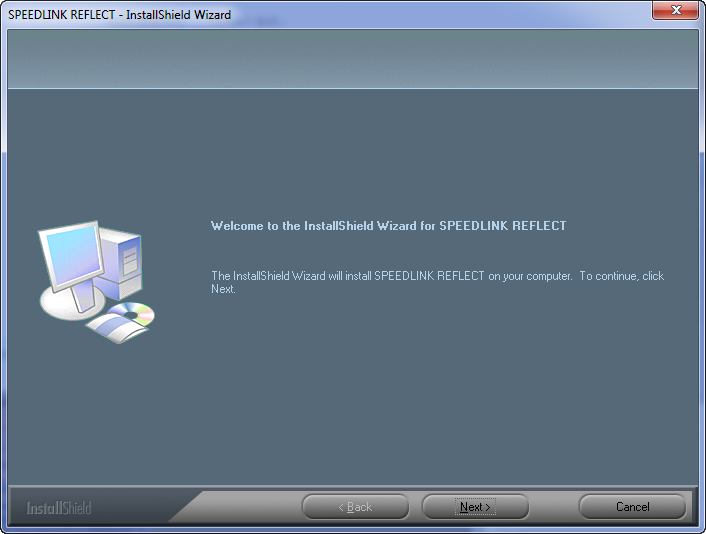 SPEEDLINK REFLECT - InstallShield Wizard
Welcome to the InstallShield Wizard for SPEEDLINK REFLECT
The InstallShield Wizard will install SPEEDLINK REFLECT on your computer. To continue, click
Next.
InstallShield
< Back
Next >
Cancel